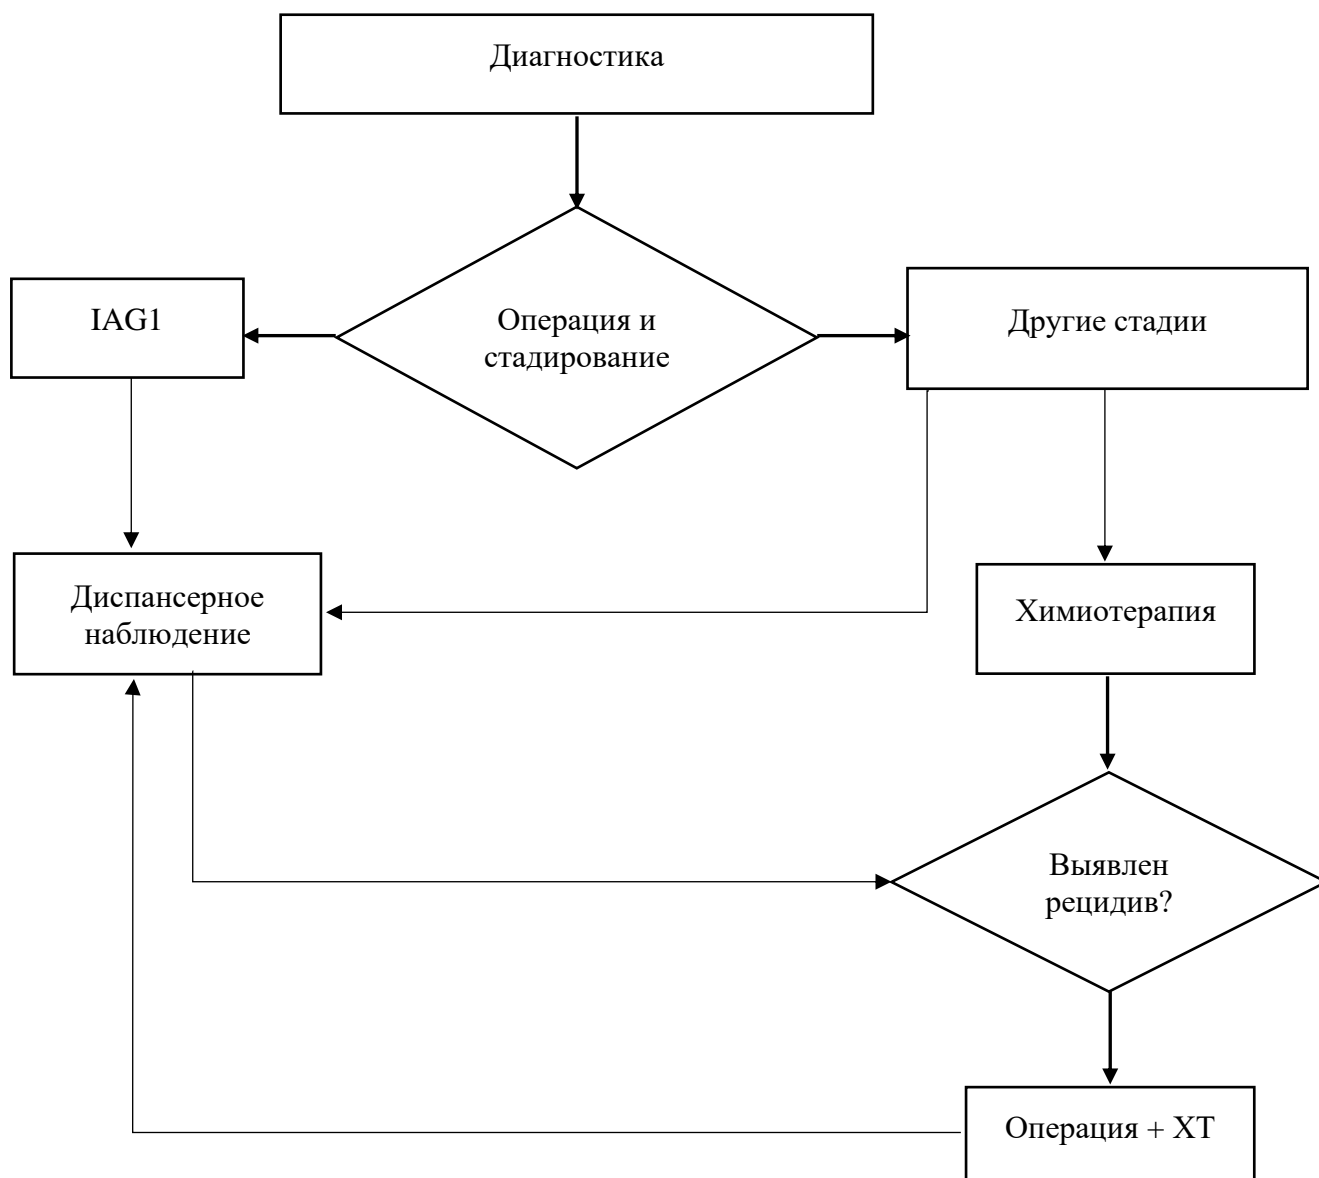 Диагностика
IAG1
Операция и
стадирование
Другие стадии
Диспансерное
наблюдение
Химиотерапия
Выявлен
рецидив?
Операция + ХТ